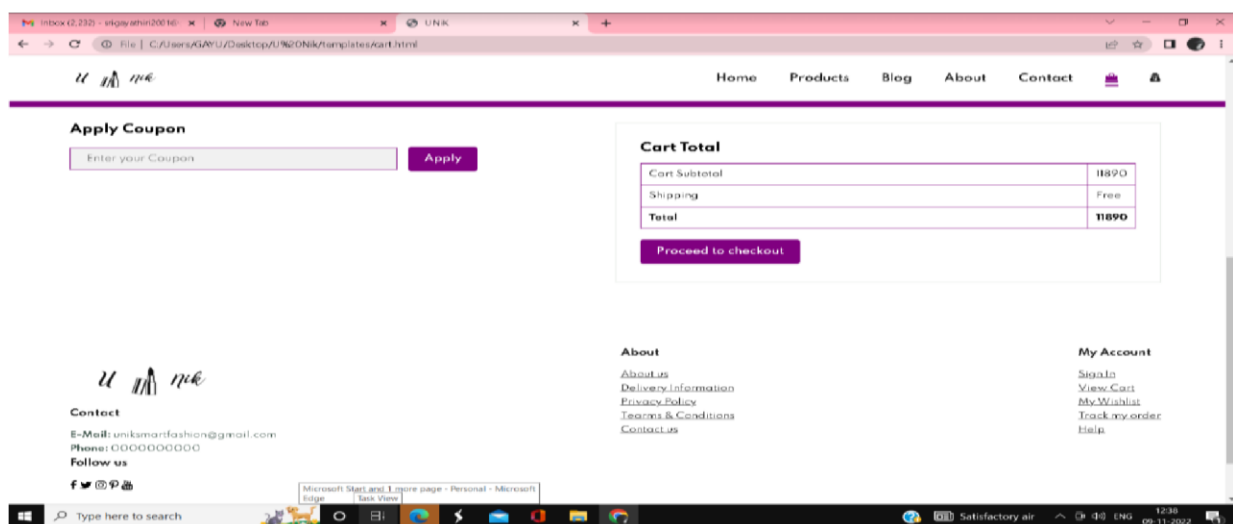 Inbox (2,232) - srigayathiri20016
New Tab
UNIK
File | C:/Users/GAYU/Desktop/U%20Nik/templates/cart.html
U nik
Home Products Blog About Contact
Apply Coupon
Enter your Coupon
Apply
Cart Total
Cart Subtotal 11890
Shipping Free
Total 11890
Proceed to checkout
U nik
Contact
E-Mail: uniksmartfashion@gmail.com
Phone: 0000000000
Follow us
About
About us
Delivery Information
Privacy Policy
Tearms & Conditions
Contact us
My Account
Sign In
View Cart
My Wishlist
Track my order
Help
Microsoft Start and 1 more page - Personal - Microsoft
Edge
Task View
Type here to search
Satisfactory air
ENG
12:38
09-11-2022